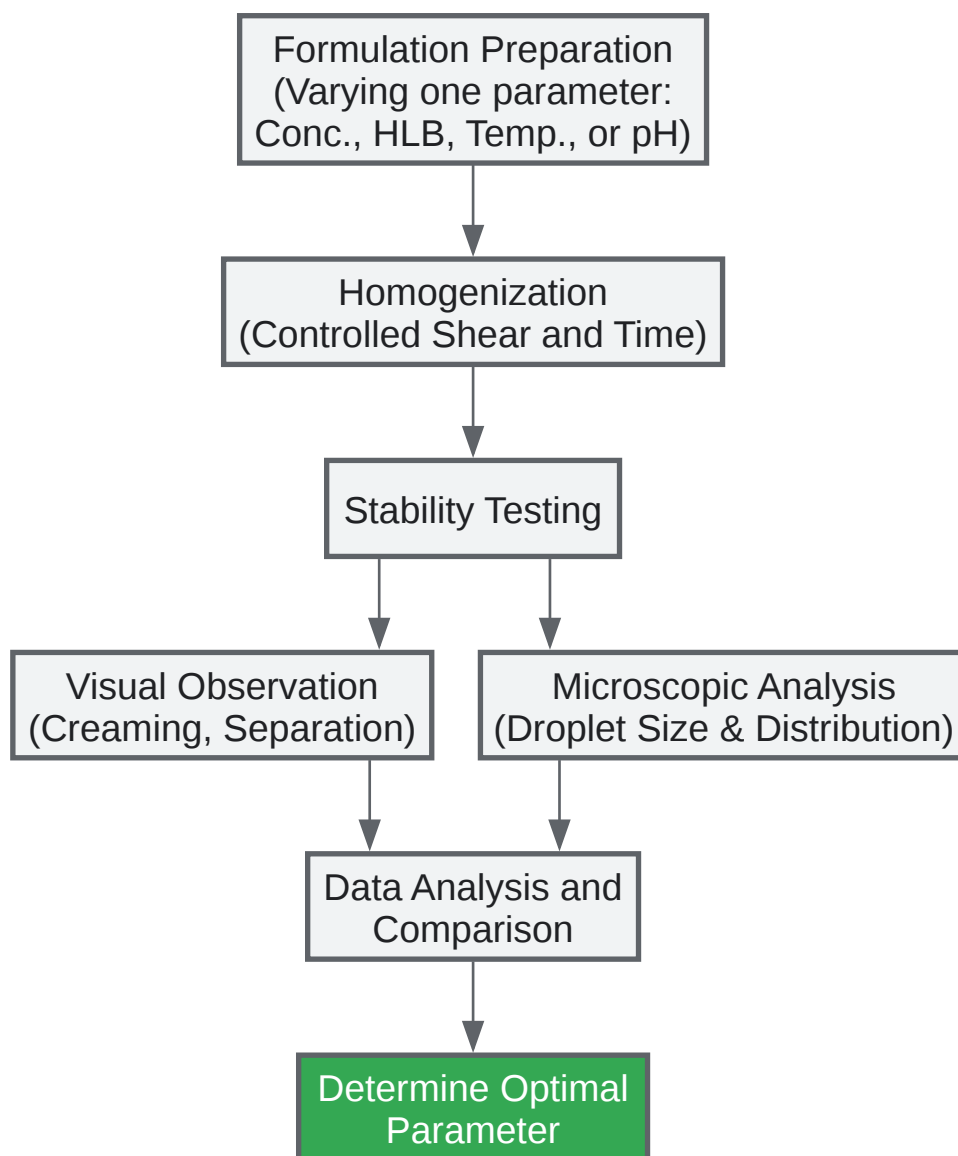 Formulation Preparation
(Varying one parameter:
Conc., HLB, Temp., or pH)
Homogenization
(Controlled Shear and Time)
Stability Testing
Visual Observation
(Creaming, Separation)
Microscopic Analysis
(Droplet Size & Distribution)
Data Analysis and
Comparison
Determine Optimal
Parameter